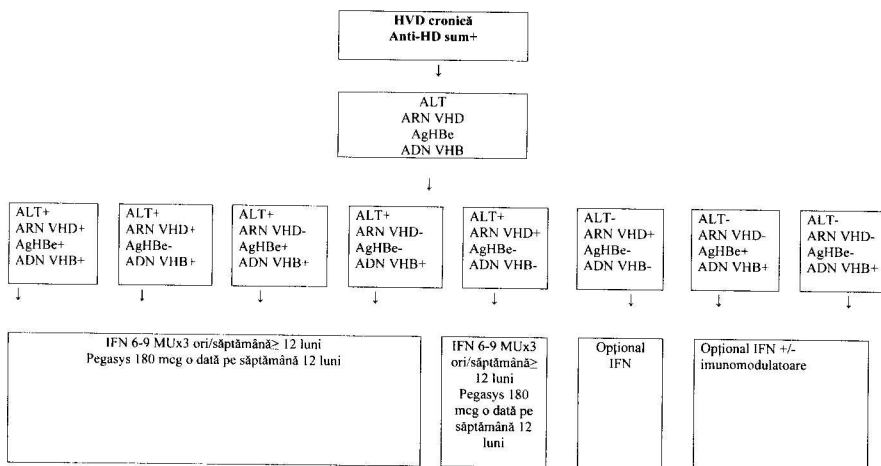 HVD cronică
Anti-HD sum+
↓
ALT
ARN VHD
AgHBe
ADN VHB
↓
ALT+
ARN VHD+
AgHBe+
ADN VHB+
ALT+
ARN VHD+
AgHBe-
ADN VHB+
ALT+
ARN VHD-
AgHBe+
ADN VHB+
ALT+
ARN VHD-
AgHBe-
ADN VHB+
ALT+
ARN VHD+
AgHBe-
ADN VHB-
ALT-
ARN VHD+
AgHBe-
ADN VHB-
ALT-
ARN VHD-
AgHBe+
ADN VHB+
ALT-
ARN VHD-
AgHBe-
ADN VHB+
↓ ↓ ↓ ↓ ↓ ↓ ↓ ↓
IFN 6-9 MUx3 ori/săptămână≥ 12 luni
Pegasys 180 mcg o dată pe săptămână 12 luni
IFN 6-9 MUx3
ori/săptămână≥
12 luni
Pegasys 180
mcg o dată pe
săptămână 12
luni
Opțional
IFN
Opțional IFN +/-
imunomodulatoare